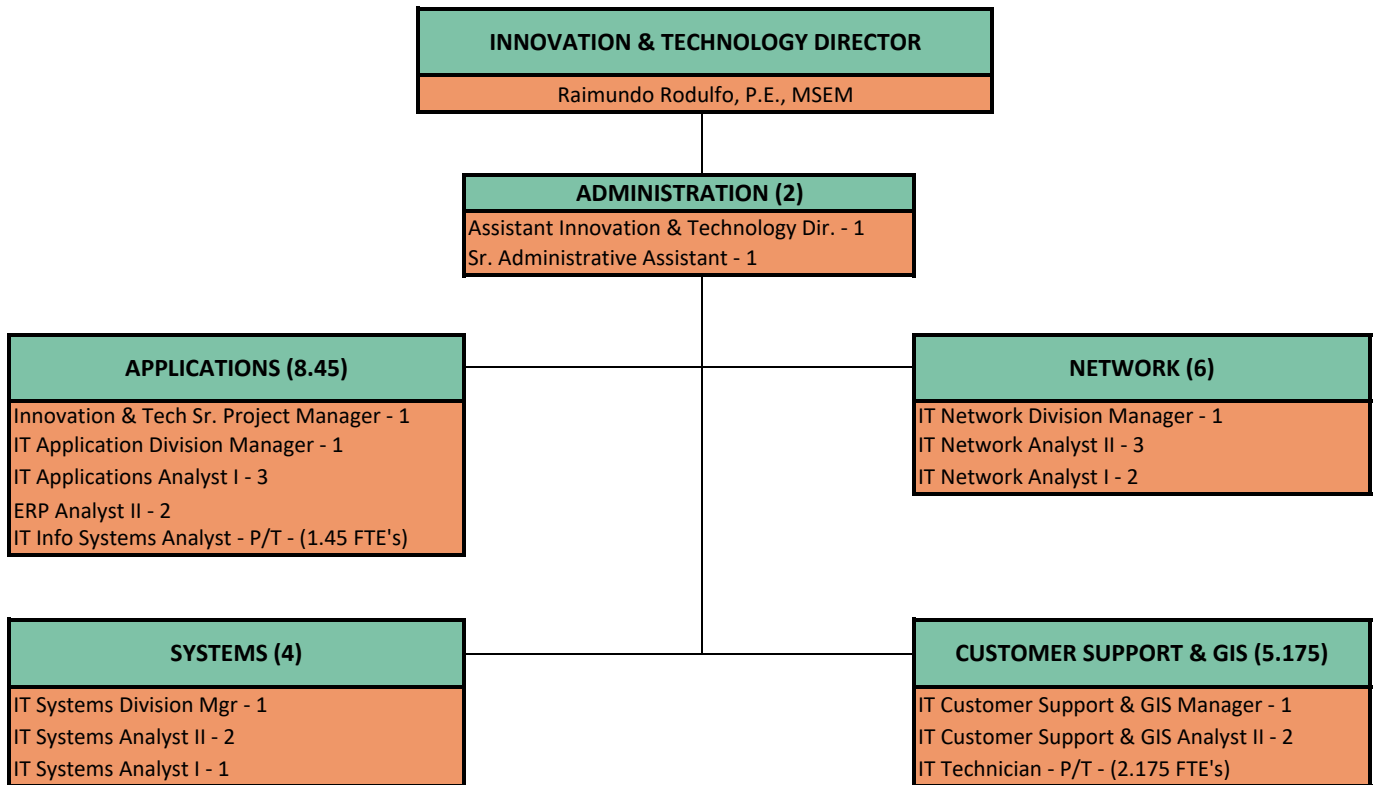 INNOVATION & TECHNOLOGY DIRECTOR
Raimundo Rodulfo, P.E., MSEM
ADMINISTRATION (2)
Assistant Innovation & Technology Dir. - 1
Sr. Administrative Assistant - 1
APPLICATIONS (8.45)
Innovation & Tech Sr. Project Manager - 1
IT Application Division Manager - 1
IT Applications Analyst I - 3
ERP Analyst II - 2
IT Info Systems Analyst - P/T - (1.45 FTE's)
NETWORK (6)
IT Network Division Manager - 1
IT Network Analyst II - 3
IT Network Analyst I - 2
SYSTEMS (4)
IT Systems Division Mgr - 1
IT Systems Analyst II - 2
IT Systems Analyst I - 1
CUSTOMER SUPPORT & GIS (5.175)
IT Customer Support & GIS Manager - 1
IT Customer Support & GIS Analyst II - 2
IT Technician - P/T - (2.175 FTE's)